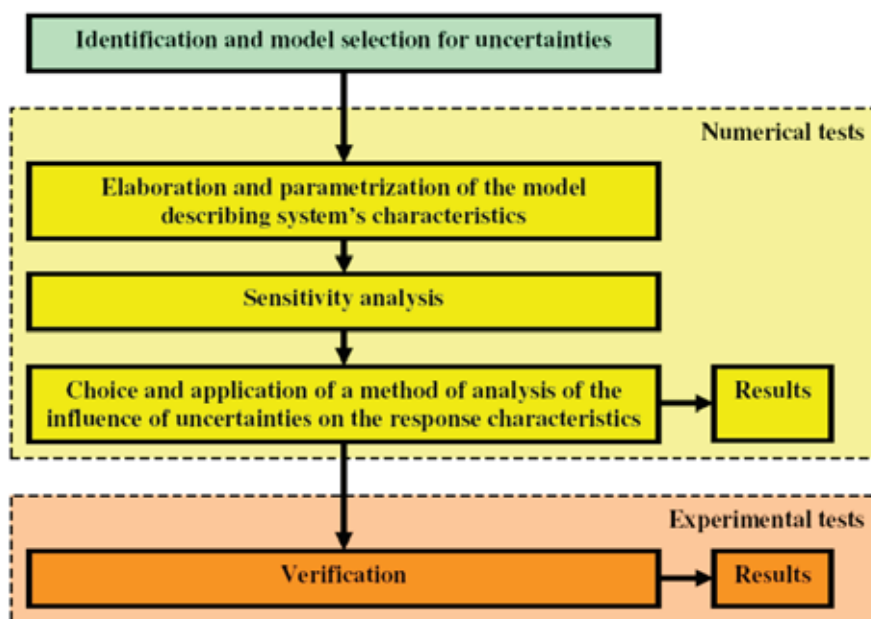 Identification and model selection for uncertainties
Numerical tests
Elaboration and parametrization of the model
describing system's characteristics
Sensitivity analysis
Choice and application of a method of analysis of the
influence of uncertainties on the response characteristics
Results
Experimental tests
Verification
Results